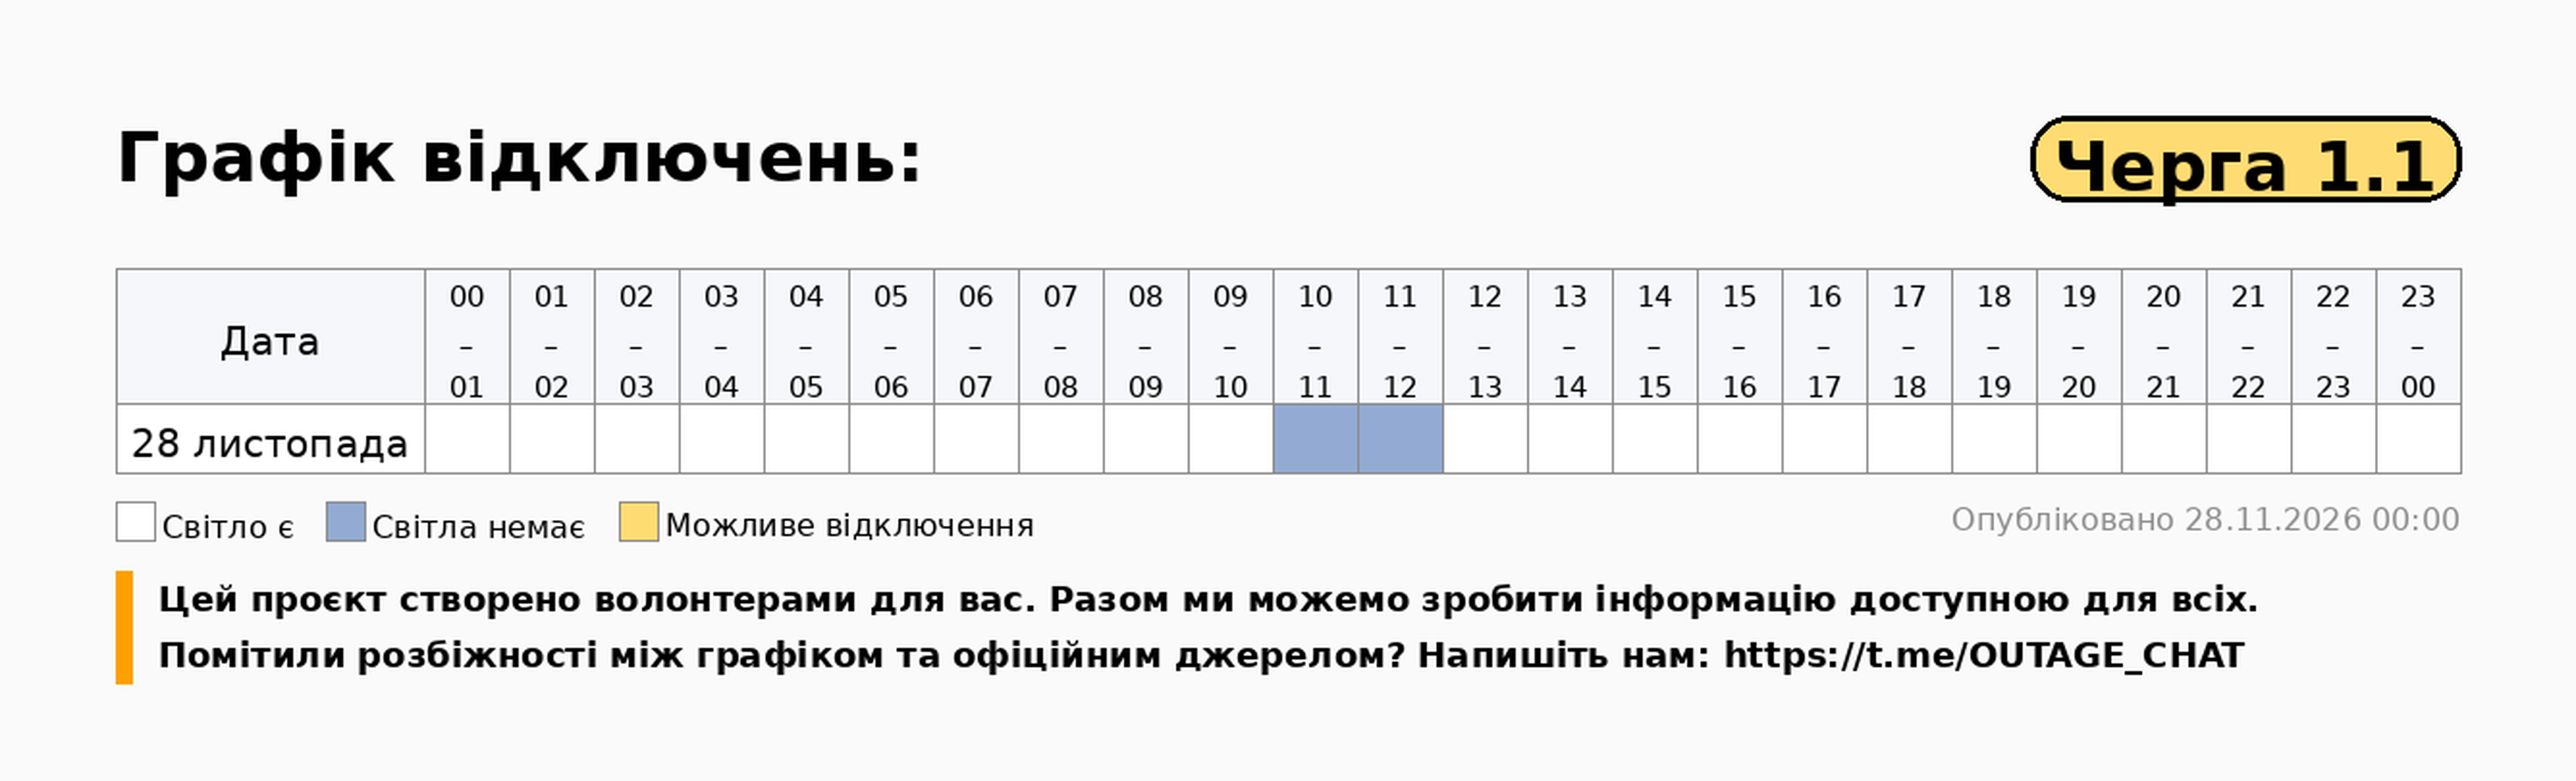 Графік відключень:
Черга 1.1
Дата 00 – 01 01 – 02 02 – 03 03 – 04 04 – 05 05 – 06 06 – 07 07 – 08 08 – 09 09 – 10 10 – 11 11 – 12 12 – 13 13 – 14 14 – 15 15 – 16 16 – 17 17 – 18 18 – 19 19 – 20 20 – 21 21 – 22 22 – 23 23 – 00
28 листопада
Світло є Світла немає Можливе відключення
Опубліковано 28.11.2026 00:00
Цей проєкт створено волонтерами для вас. Разом ми можемо зробити інформацію доступною для всіх.
Помітили розбіжності між графіком та офіційним джерелом? Напишіть нам: https://t.me/OUTAGE_CHAT